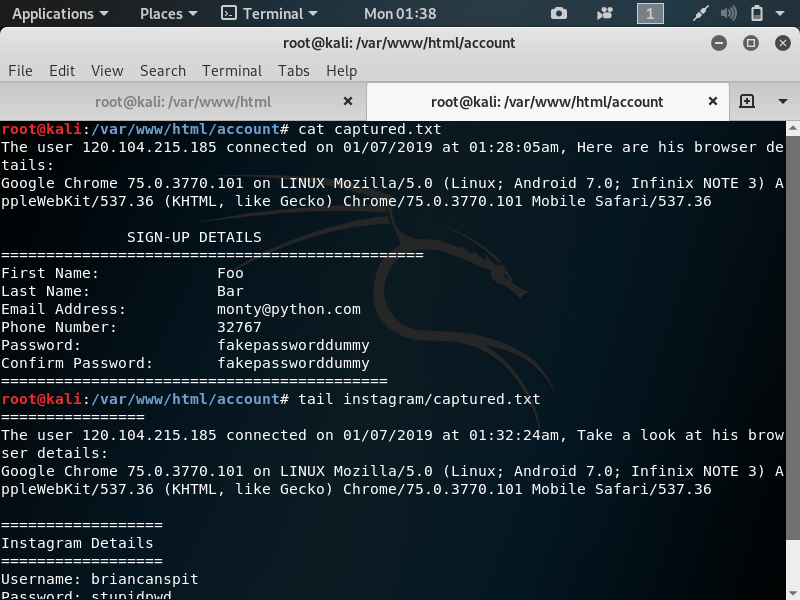 Applications Places Terminal Mon 01:38 1
root@kali: /var/www/html/account
File Edit View Search Terminal Tabs Help
root@kali: /var/www/html × root@kali: /var/www/html/account ×
root@kali:/var/www/html/account# cat captured.txt
The user 120.104.215.185 connected on 01/07/2019 at 01:28:05am, Here are his browser de
tails:
Google Chrome 75.0.3770.101 on LINUX Mozilla/5.0 (Linux; Android 7.0; Infinix NOTE 3) A
ppleWebKit/537.36 (KHTML, like Gecko) Chrome/75.0.3770.101 Mobile Safari/537.36
SIGN-UP DETAILS
===============================================
First Name: Foo
Last Name: Bar
Email Address: monty@python.com
Phone Number: 32767
Password: fakepassworddummy
Confirm Password: fakepassworddummy
===========================================
root@kali:/var/www/html/account# tail instagram/captured.txt
================
The user 120.104.215.185 connected on 01/07/2019 at 01:32:24am, Take a look at his brow
ser details:
Google Chrome 75.0.3770.101 on LINUX Mozilla/5.0 (Linux; Android 7.0; Infinix NOTE 3) A
ppleWebKit/537.36 (KHTML, like Gecko) Chrome/75.0.3770.101 Mobile Safari/537.36
==================
Instagram Details
==================
Username: briancanspit
Password: stupidpwd